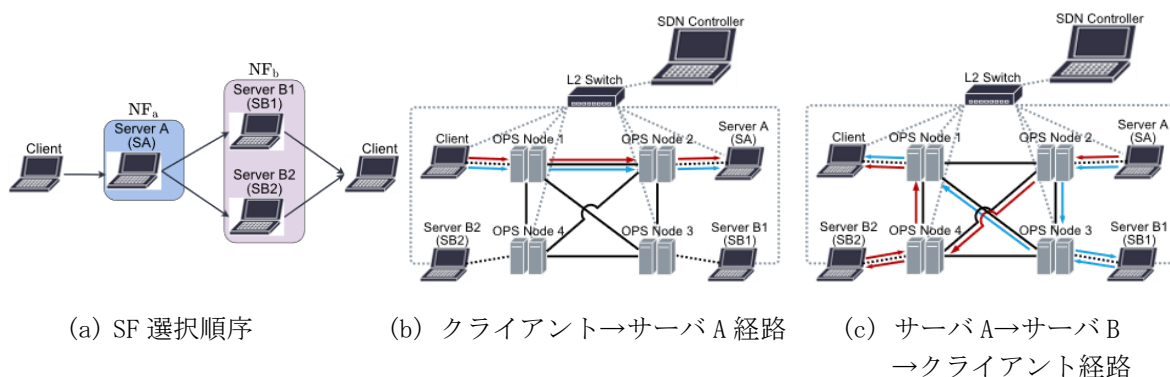 NFb
Server B1
(SB1)
NFa
Server A
(SA)
Client
Client
Server B2
(SB2)
(a) SF 選択順序
SDN Controller
L2 Switch
Client
OPS Node 1
OPS Node 2
Server A
(SA)
Server B2
(SB2)
OPS Node 4
OPS Node 3
Server B1
(SB1)
(b) クライアント→サーバ A 経路
SDN Controller
L2 Switch
Client
OPS Node 1
OPS Node 2
Server A
(SA)
Server B2
(SB2)
OPS Node 4
OPS Node 3
Server B1
(SB1)
(c) サーバ A→サーバ B
→クライアント経路